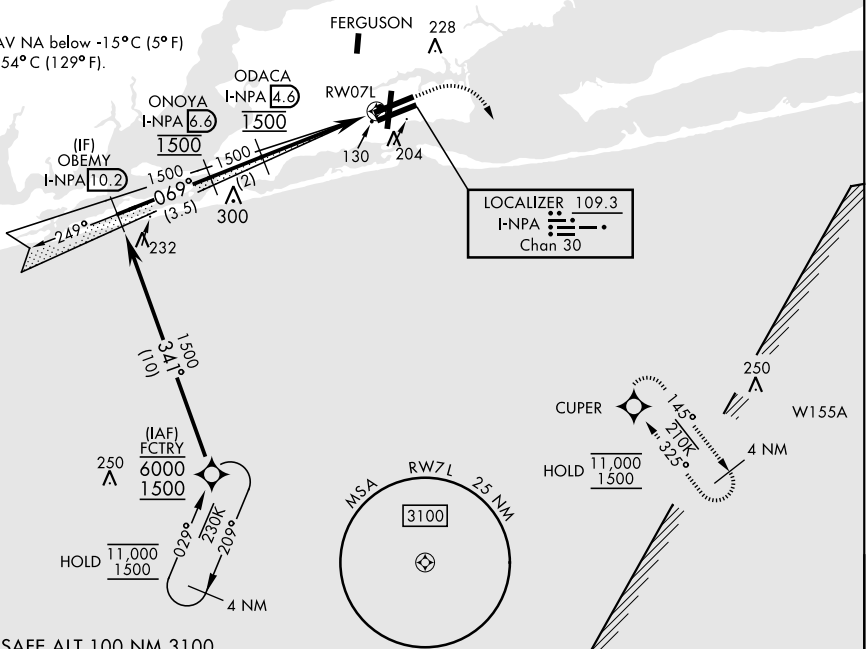 AV NA below -15°C (5°F)
54°C (129°F).
FERGUSON
228
ODACA
I-NPA 4.6
1500
RW07L
ONOYA
I-NPA 6.6
1500
(IF)
OBEMY
I-NPA 10.2
1500
1500
069°
(2)
(3.5)
249°
130
204
300
232
LOCALIZER 109.3
I-NPA
Chan 30
1500
341°
(10)
(IAF)
FCTRY
6000
1500
250
029°
230K
209°
HOLD 11,000
1500
4 NM
MSA RW7L 25 NM
3100
CUPER
145°
210K
325°
HOLD 11,000
1500
4 NM
250
W155A
SAFE ALT 100 NM 3100